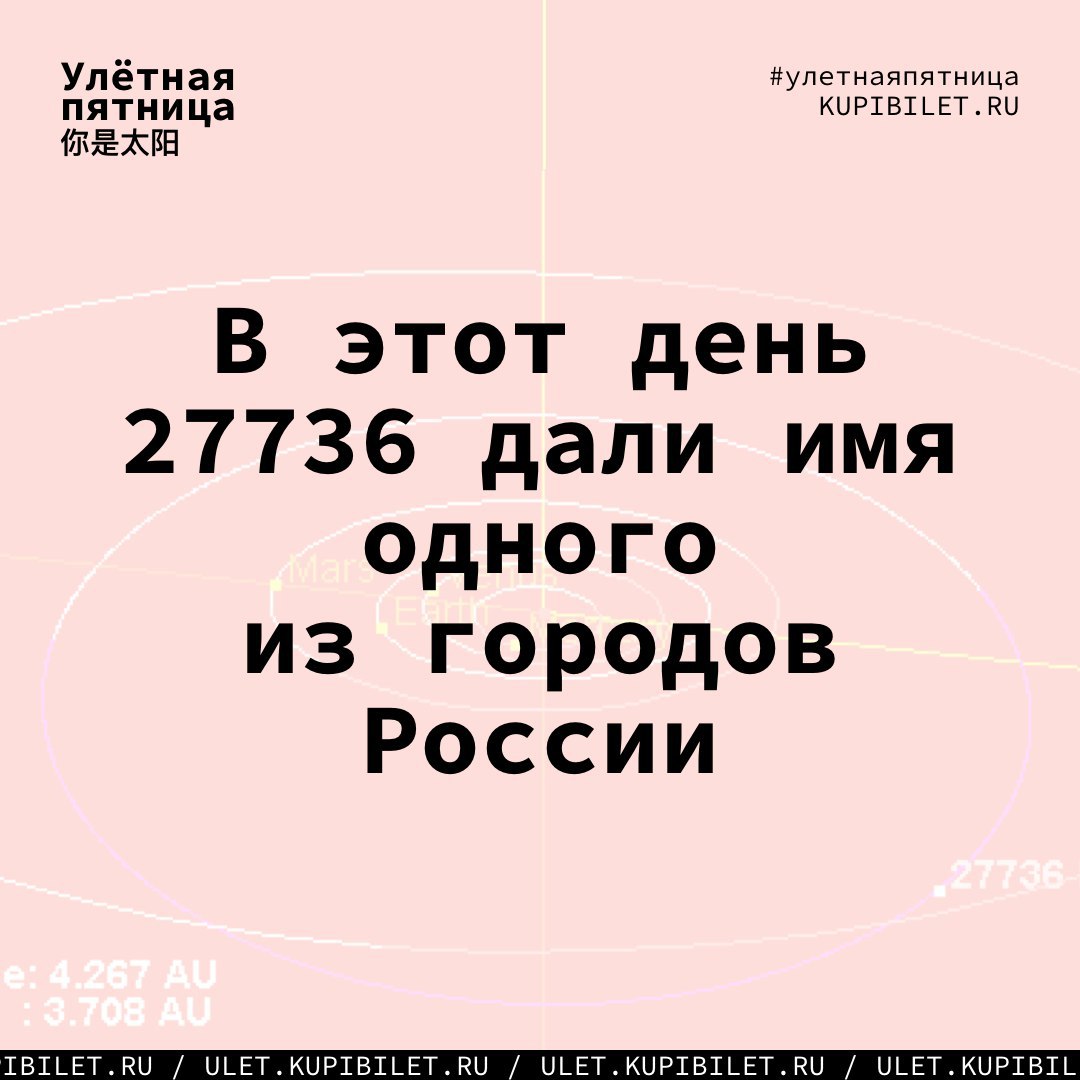 Улётная
пятница
你是太阳
#улетнаяпятница
KUPIBILET.RU
В этот день
27736 дали имя
одного
из городов
России
Mars
Earth
27736
e: 4.267 AU
: 3.708 AU
IBILET.RU / ULET.KUPIBILET.RU / ULET.KUPIBILET.RU / ULET.KUPIBIL